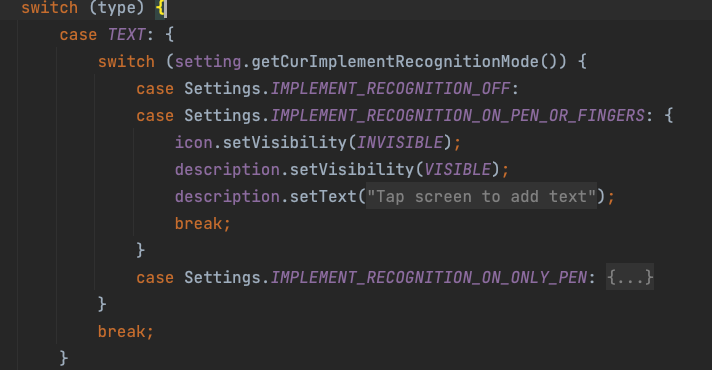 switch (type) {
case TEXT: {
switch (setting.getCurImplementRecognitionMode()) {
case Settings.IMPLEMENT_RECOGNITION_OFF:
case Settings.IMPLEMENT_RECOGNITION_ON_PEN_OR_FINGERS: {
icon.setVisibility(INVISIBLE);
description.setVisibility(VISIBLE);
description.setText("Tap screen to add text");
break;
}
case Settings.IMPLEMENT_RECOGNITION_ON_ONLY_PEN: {...}
}
break;
}